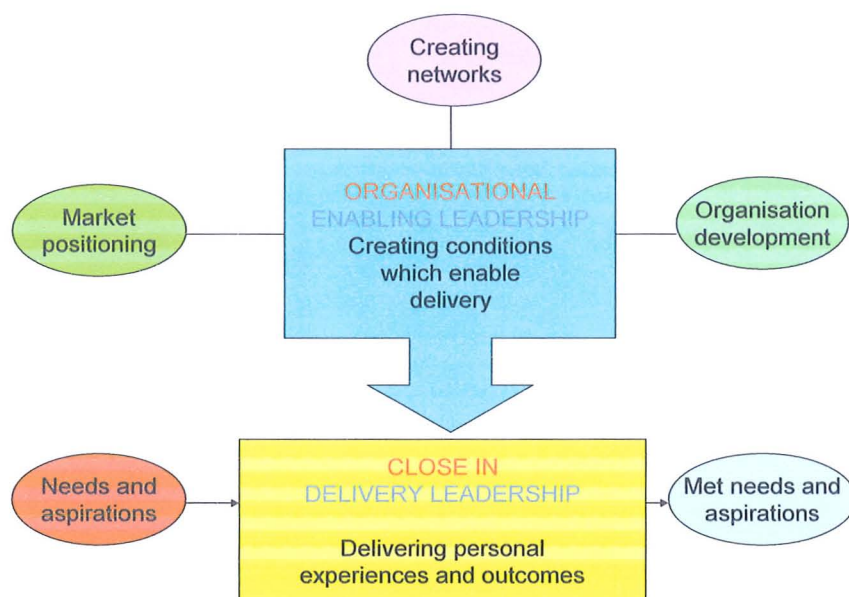 Creating
networks
ORGANISATIONAL
ENABLING LEADERSHIP
Creating conditions
which enable
delivery
Market
positioning
Organisation
development
CLOSE IN
DELIVERY LEADERSHIP
Delivering personal
experiences and outcomes
Needs and
aspirations
Met needs and
aspirations